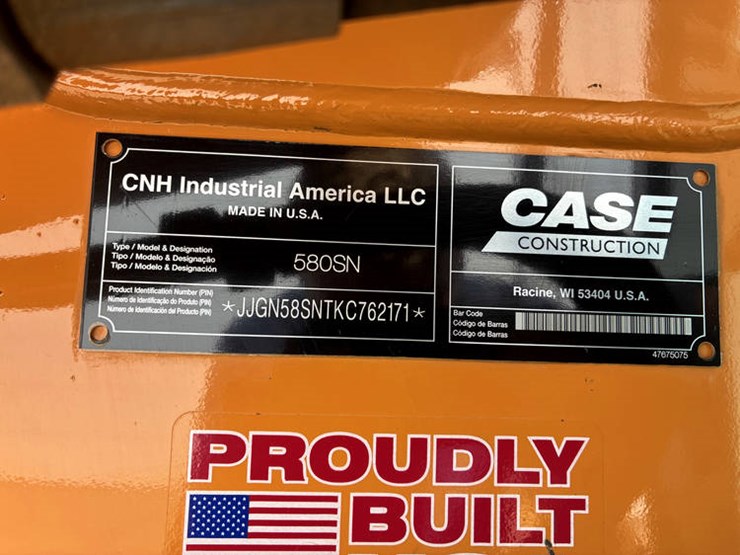 CNH Industrial America LLC
MADE IN U.S.A.
Type / Model & Designation
Tipo / Modelo & Designação
Tipo / Modelo & Designación
580SN
Product Identification Number (PIN)
Número de Identificação do Produto (PIN)
Número de Identificación del Producto (PIN)
*JJGN58SNTKC762171*
CASE
CONSTRUCTION
Racine, WI 53404 U.S.A.
Bar Code
Código de Barras
Código de Barras
47675075
PROUDLY
BUILT